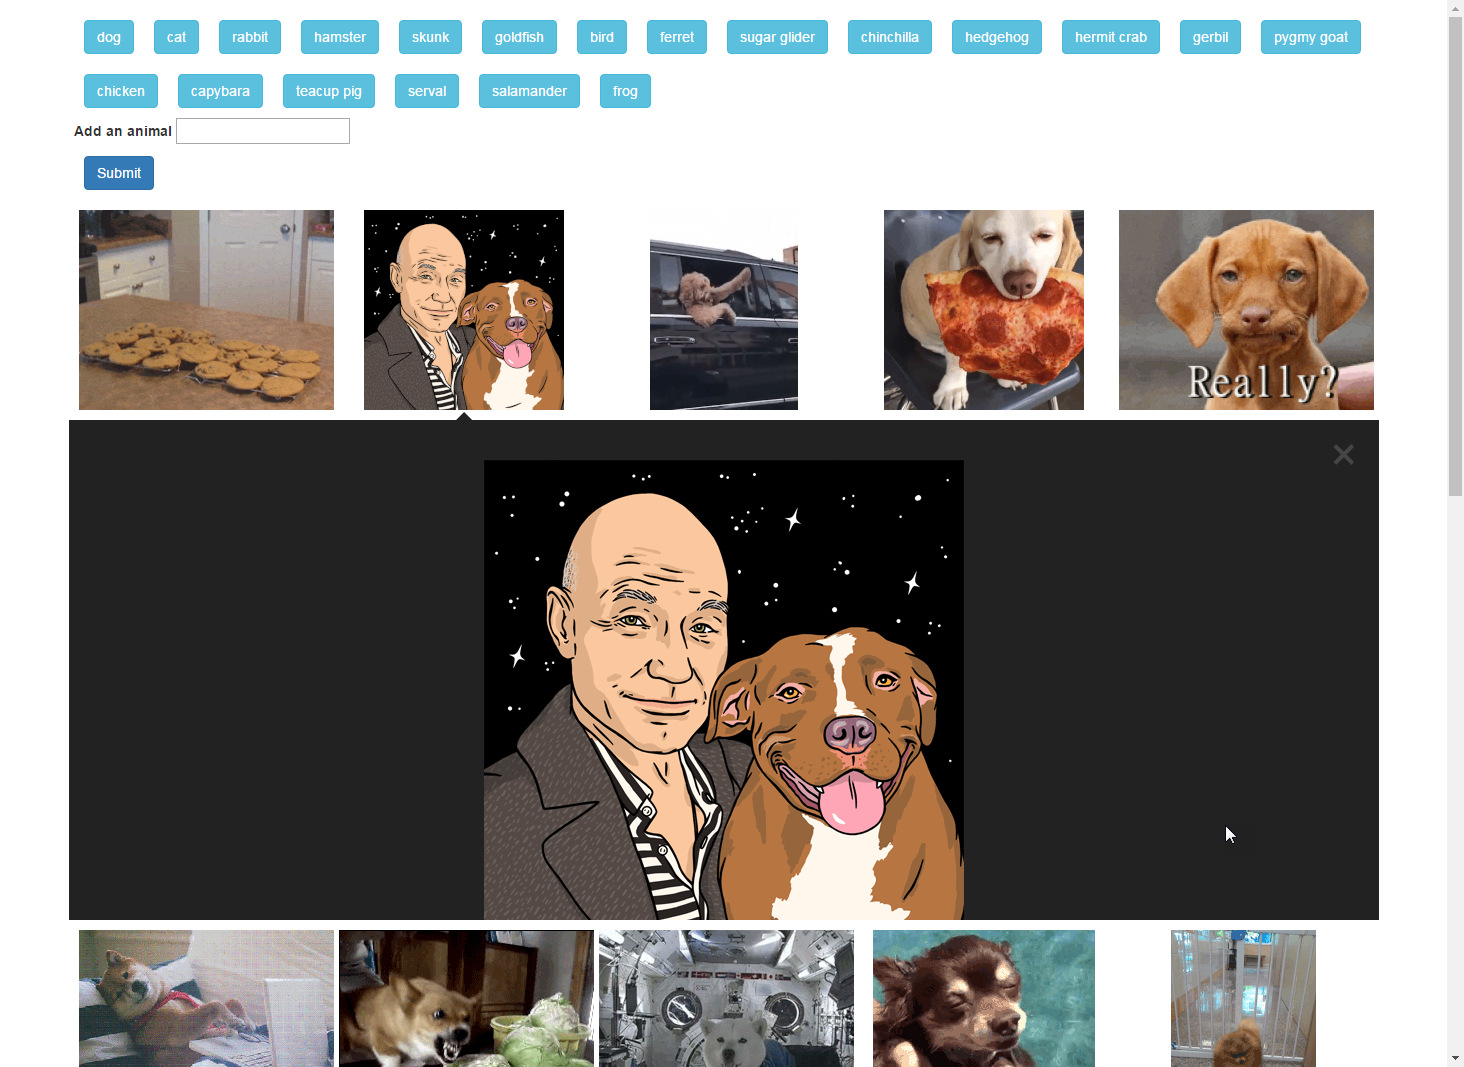 dog cat rabbit hamster skunk goldfish bird ferret sugar glider chinchilla hedgehog hermit crab gerbil pygmy goat
chicken capybara teacup pig serval salamander frog
Add an animal
Submit
Really?